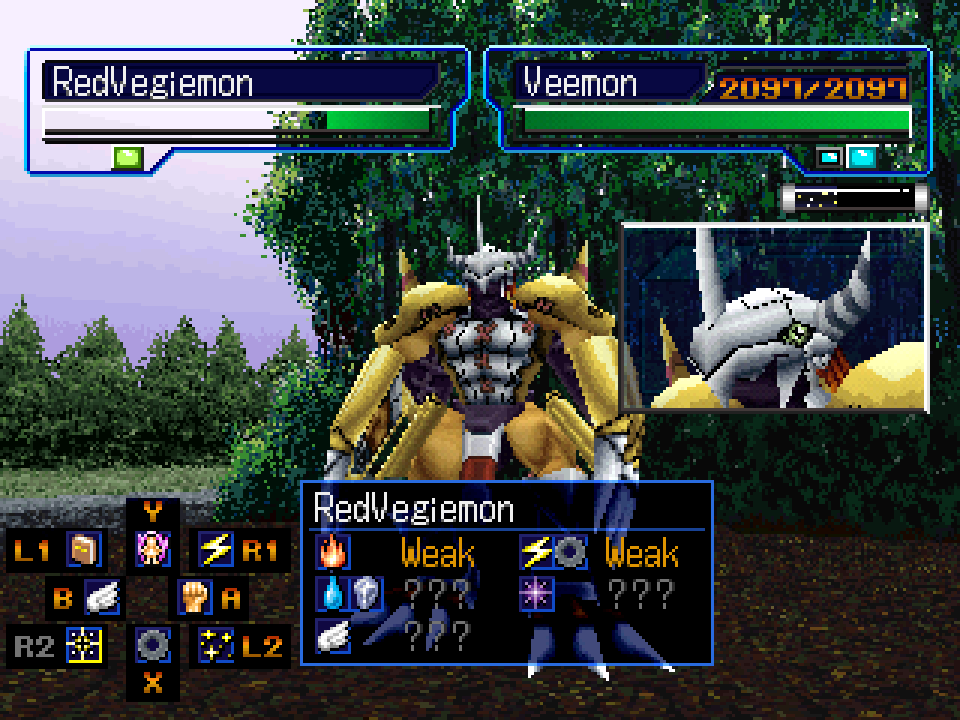 RedVegiemon
Veemon 2097/2097
RedVegiemon
Weak Weak
??? ???
???
Y
L1 R1
B A
R2 L2
X